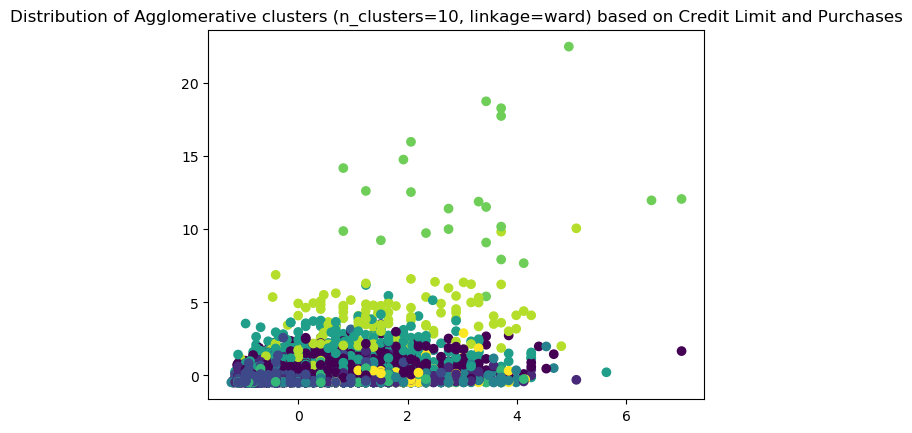 Distribution of Agglomerative clusters (n_clusters=10, linkage=ward) based on Credit Limit and Purchases
20
15
10
5
0
0 2 4 6